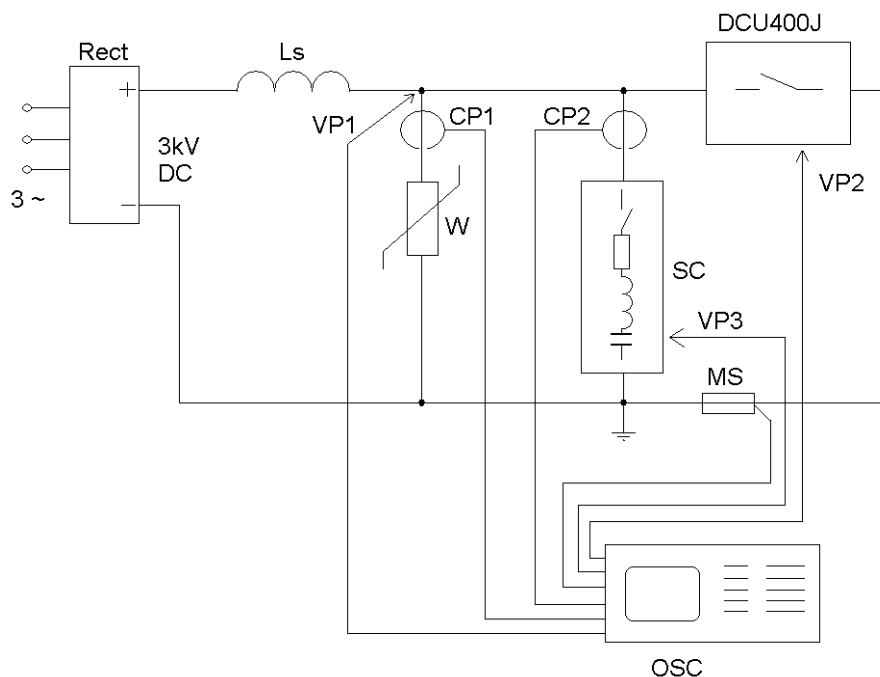 DCU400J
Rect
Ls
+
VP1
CP1
CP2
3kV
DC
3 ~
VP2
W
SC
VP3
MS
OSC